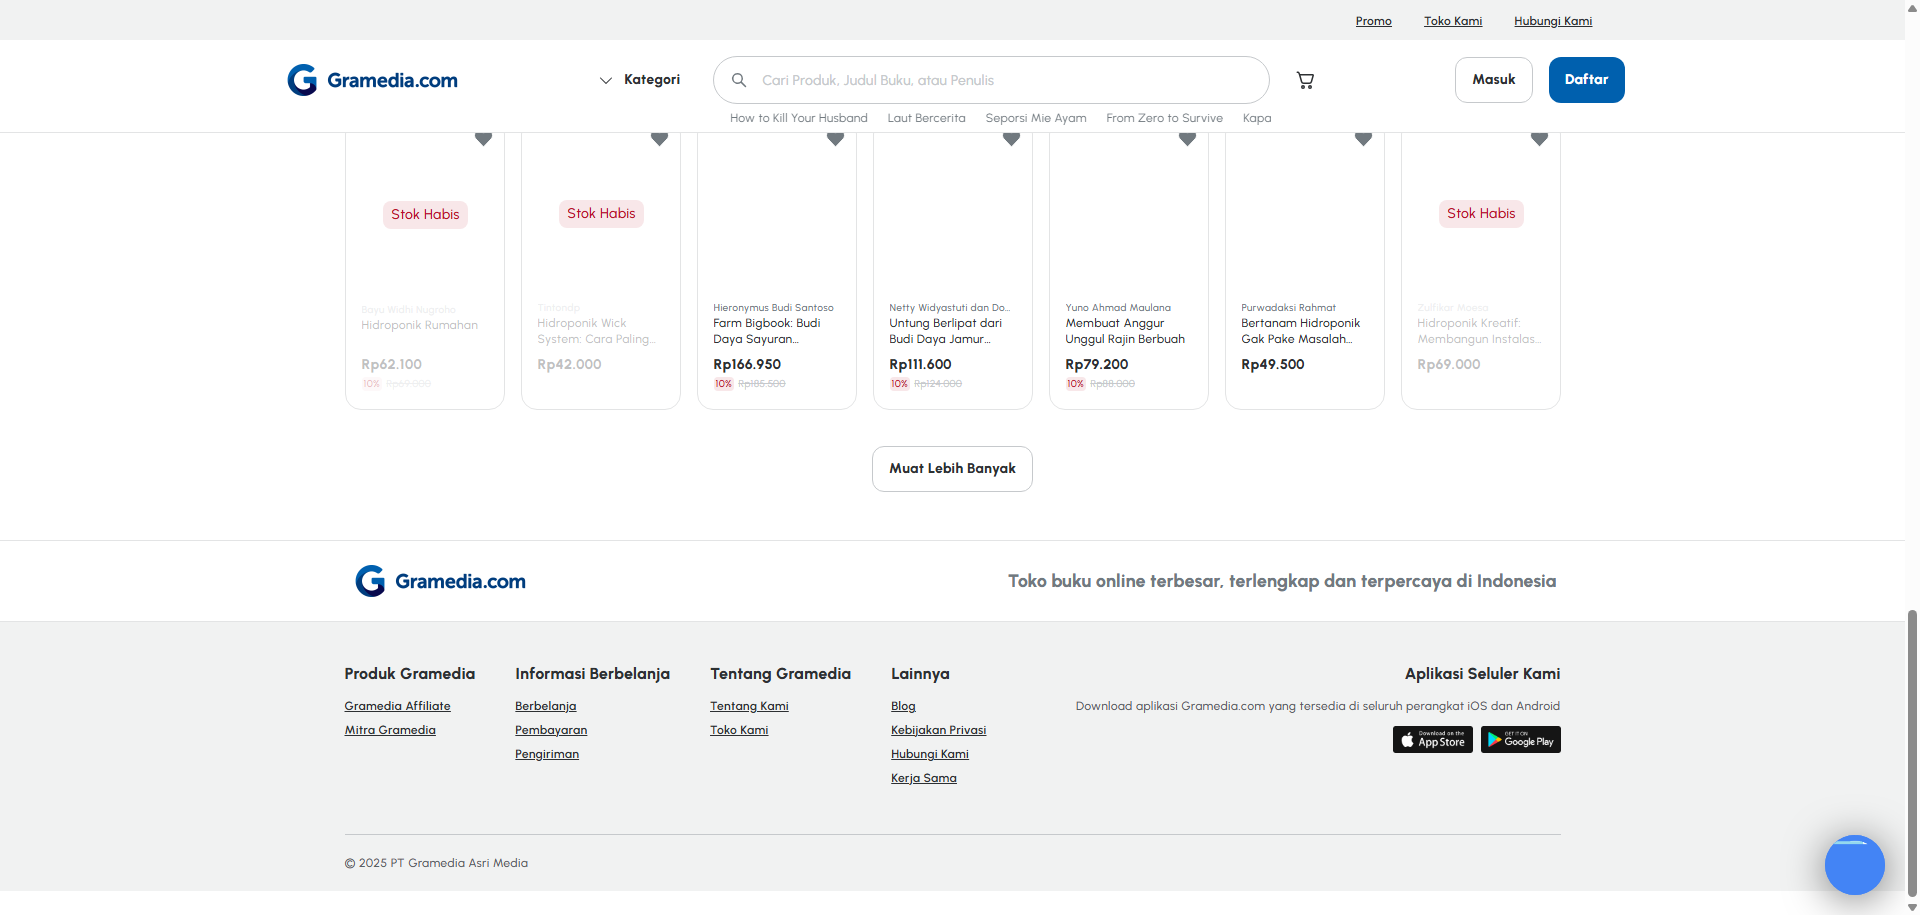 Promo
Toko Kami
Hubungi Kami
Gramedia.com
Kategori
Cari Produk, Judul Buku, atau Penulis
Masuk
Daftar
How to Kill Your Husband
Laut Bercerita
Seporsi Mie Ayam
From Zero to Survive
Kapa
Stok Habis
Bayu Widhi Nugroho
Hidroponik Rumahan
Rp62.100
10% Rp69.000
Stok Habis
Tintondp
Hidroponik Wick
System: Cara Paling...
Rp42.000
Hieronymus Budi Santoso
Farm Bigbook: Budi
Daya Sayuran...
Rp166.950
10% Rp185.500
Netty Widyastuti dan Do...
Untung Berlipat dari
Budi Daya Jamur...
Rp111.600
10% Rp124.000
Yuno Ahmad Maulana
Membuat Anggur
Unggul Rajin Berbuah
Rp79.200
10% Rp88.000
Purwadaksi Rahmat
Bertanam Hidroponik
Gak Pake Masalah...
Rp49.500
Stok Habis
Zulfikar Moesa
Hidroponik Kreatif:
Membangun Instalas...
Rp69.000
Muat Lebih Banyak
Gramedia.com
Toko buku online terbesar, terlengkap dan terpercaya di Indonesia
Produk Gramedia
Gramedia Affiliate
Mitra Gramedia
Informasi Berbelanja
Berbelanja
Pembayaran
Pengiriman
Tentang Gramedia
Tentang Kami
Toko Kami
Lainnya
Blog
Kebijakan Privasi
Hubungi Kami
Kerja Sama
Aplikasi Seluler Kami
Download aplikasi Gramedia.com yang tersedia di seluruh perangkat iOS dan Android
Download on the
App Store
GET IT ON
Google Play
© 2025 PT Gramedia Asri Media